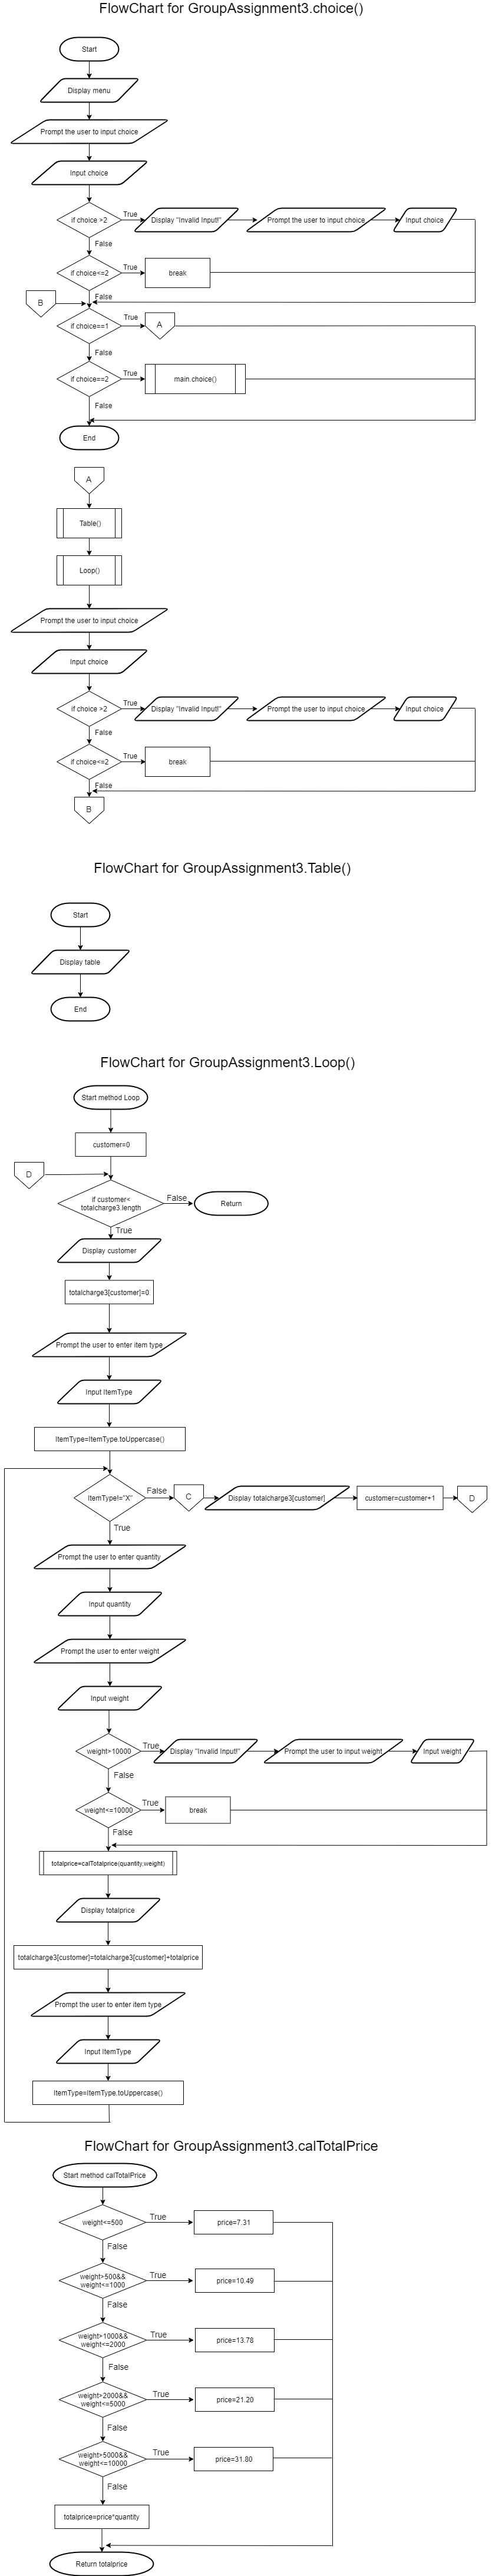 FlowChart for GroupAssignment3.choice()
Start
Display menu
Prompt the user to input choice
Input choice
if choice >2
True
Display "Invalid Input!"
Prompt the user to input choice
Input choice
False
if choice<=2
True
break
False
B
if choice==1
True
A
False
if choice==2
True
main.choice()
False
End
A
Table()
Loop()
Prompt the user to input choice
Input choice
if choice >2
True
Display "Invalid Input!"
Prompt the user to input choice
Input choice
False
if choice<=2
True
break
False
B
FlowChart for GroupAssignment3.Table()
Start
Display table
End
FlowChart for GroupAssignment3.Loop()
Start method Loop
customer=0
D
if customer<
totalcharge3.length
False
Return
True
Display customer
totalcharge3[customer]=0
Prompt the user to enter item type
Input ItemType
ItemType=ItemType.toUppercase()
ItemType!="X"
False
C
Display totalcharge3[customer]
customer=customer+1
D
True
Prompt the user to enter quantity
Input quantity
Prompt the user to enter weight
Input weight
weight>10000
True
Display "Invalid Input!"
Prompt the user to input weight
Input weight
False
weight<=10000
True
break
False
totalprice=calTotalprice(quantity,weight)
Display totalprice
totalcharge3[customer]=totalcharge3[customer]+totalprice
Prompt the user to enter item type
Input ItemType
ItemType=ItemType.toUppercase()
FlowChart for GroupAssignment3.calTotalPrice
Start method calTotalPrice
weight<=500
True
price=7.31
False
weight>500&&
weight<=1000
True
price=10.49
False
weight>1000&&
weight<=2000
True
price=13.78
False
weight>2000&&
weight<=5000
True
price=21.20
False
weight>5000&&
weight<=10000
True
price=31.80
False
totalprice=price*quantity
Return totalprice